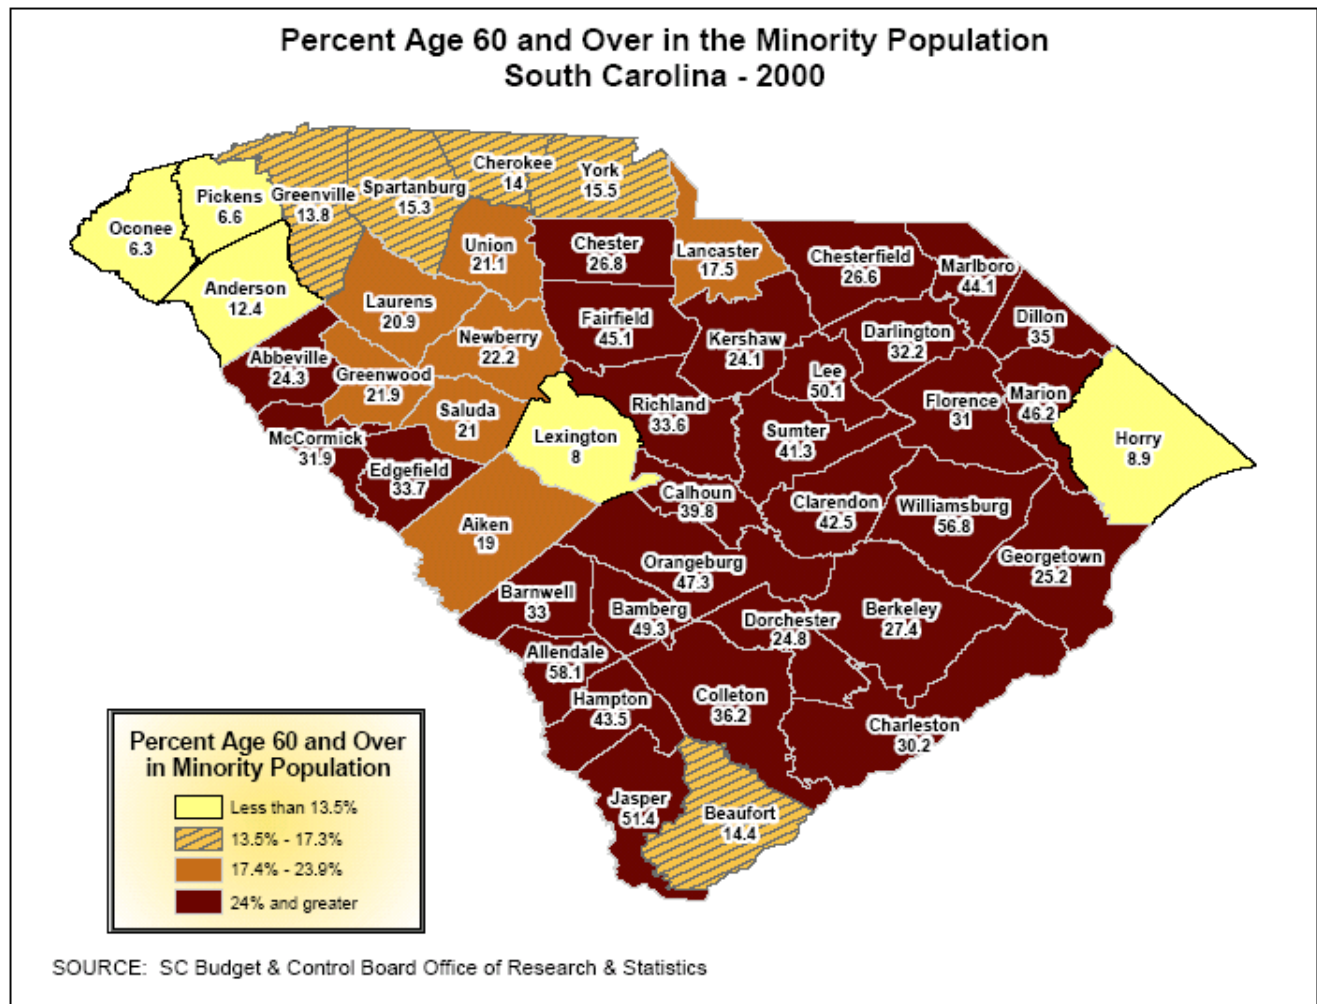 Percent Age 60 and Over in the Minority Population
South Carolina - 2000
Cherokee
14
York
15.5
Spartanburg
15.3
Greenville
13.8
Pickens
6.6
Oconee
6.3
Anderson
12.4
Union
21.1
Chester
26.8
Lancaster
17.5
Chesterfield
26.6
Marlboro
44.1
Laurens
20.9
Fairfield
45.1
Kershaw
24.1
Darlington
32.2
Dillon
35
Newberry
22.2
Abbeville
24.3
Greenwood
21.9
Lee
50.1
Marion
46.2
Saluda
21
Richland
33.6
Florence
31
McCormick
31.9
Lexington
8
Sumter
41.3
Horry
8.9
Edgefield
33.7
Calhoun
39.8
Clarendon
42.5
Williamsburg
56.8
Aiken
19
Orangeburg
47.3
Georgetown
25.2
Barnwell
33
Bamberg
49.3
Dorchester
24.8
Berkeley
27.4
Allendale
58.1
Hampton
43.5
Colleton
36.2
Charleston
30.2
Jasper
51.4
Beaufort
14.4
Percent Age 60 and Over
in Minority Population
Less than 13.5%
13.5% - 17.3%
17.4% - 23.9%
24% and greater
SOURCE: SC Budget & Control Board Office of Research & Statistics